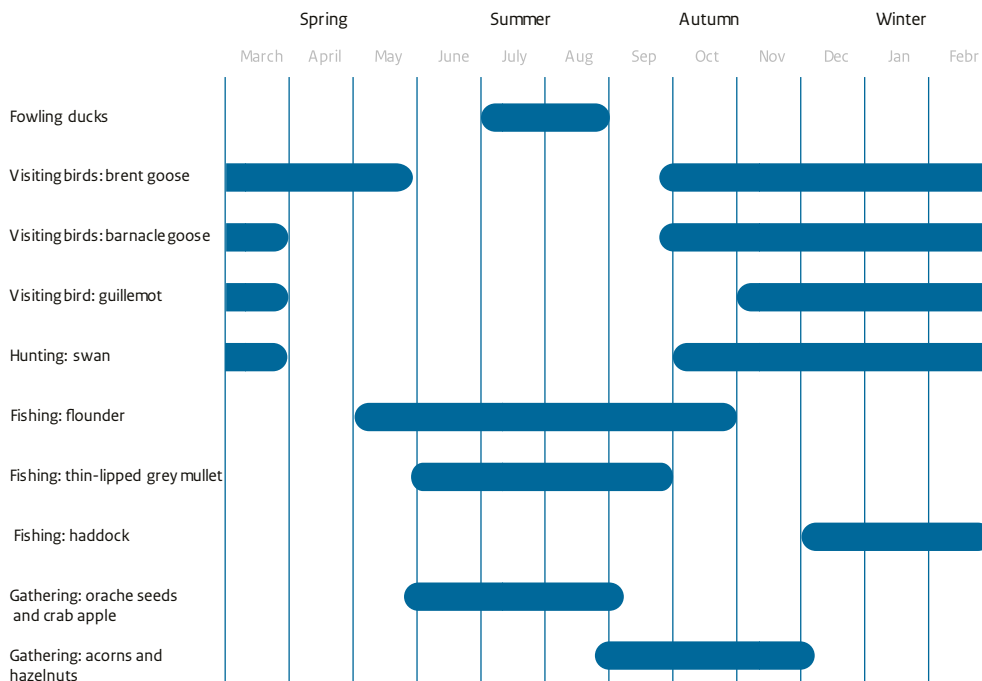 Spring Summer Autumn Winter
March April May June July Aug Sep Oct Nov Dec Jan Febr
Fowling ducks
Visiting birds: brent goose
Visiting birds: barnacle goose
Visiting bird: guillemot
Hunting: swan
Fishing: flounder
Fishing: thin-lipped grey mullet
Fishing: haddock
Gathering: orache seeds
and crab apple
Gathering: acorns and
hazelnuts